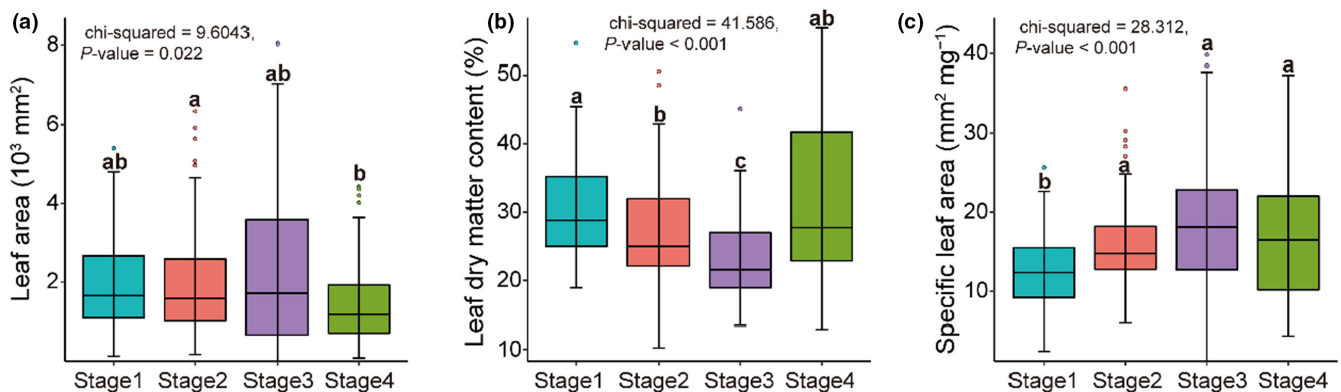 (a)
chi-squared = 9.6043,
P-value = 0.022
Leaf area (10³ mm²)
8
6
4
2
ab
a
ab
b
Stage1 Stage2 Stage3 Stage4
(b)
chi-squared = 41.586,
P-value < 0.001
Leaf dry matter content (%)
50
40
30
20
10
a
b
c
ab
Stage1 Stage2 Stage3 Stage4
(c)
chi-squared = 28.312,
P-value < 0.001
Specific leaf area (mm² mg⁻¹)
40
30
20
10
b
a
a
a
Stage1 Stage2 Stage3 Stage4